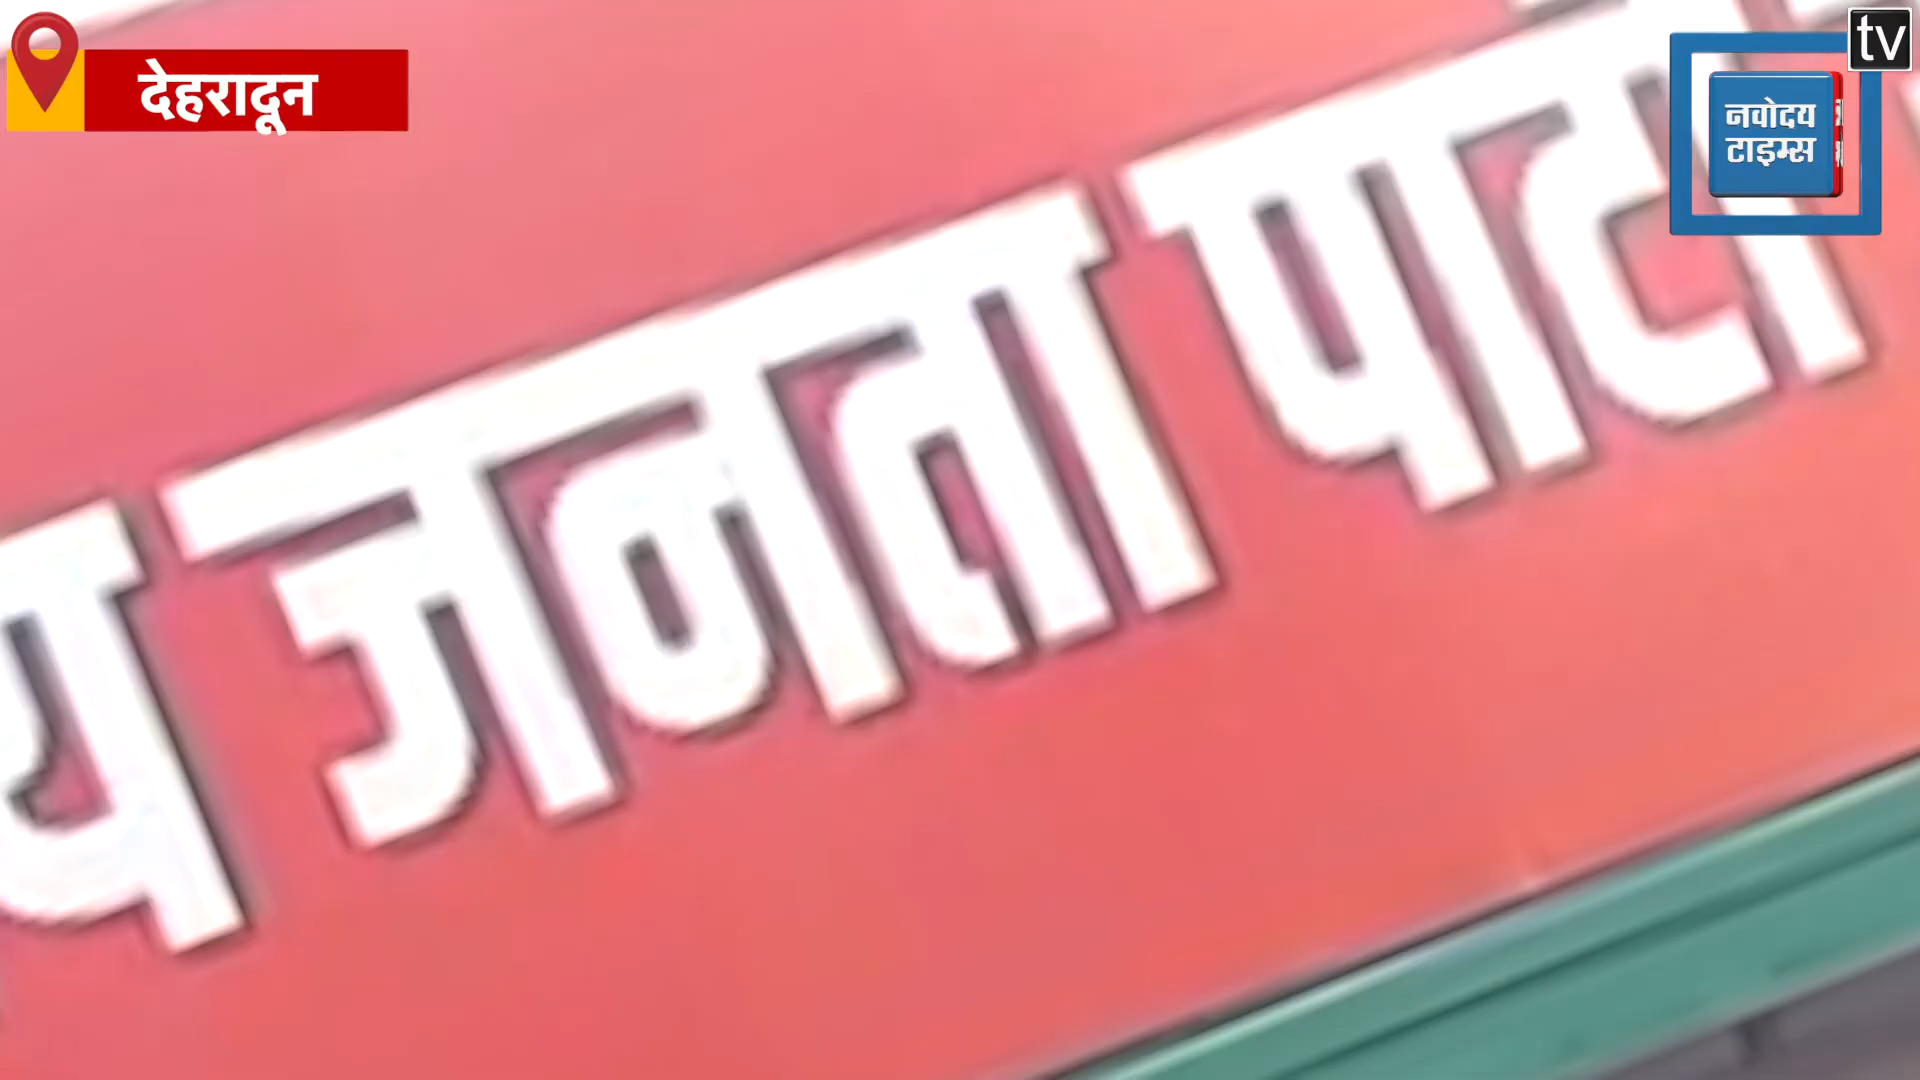 देहरादून
tv
नवोदय
टाइम्स
य जनता पार्टी